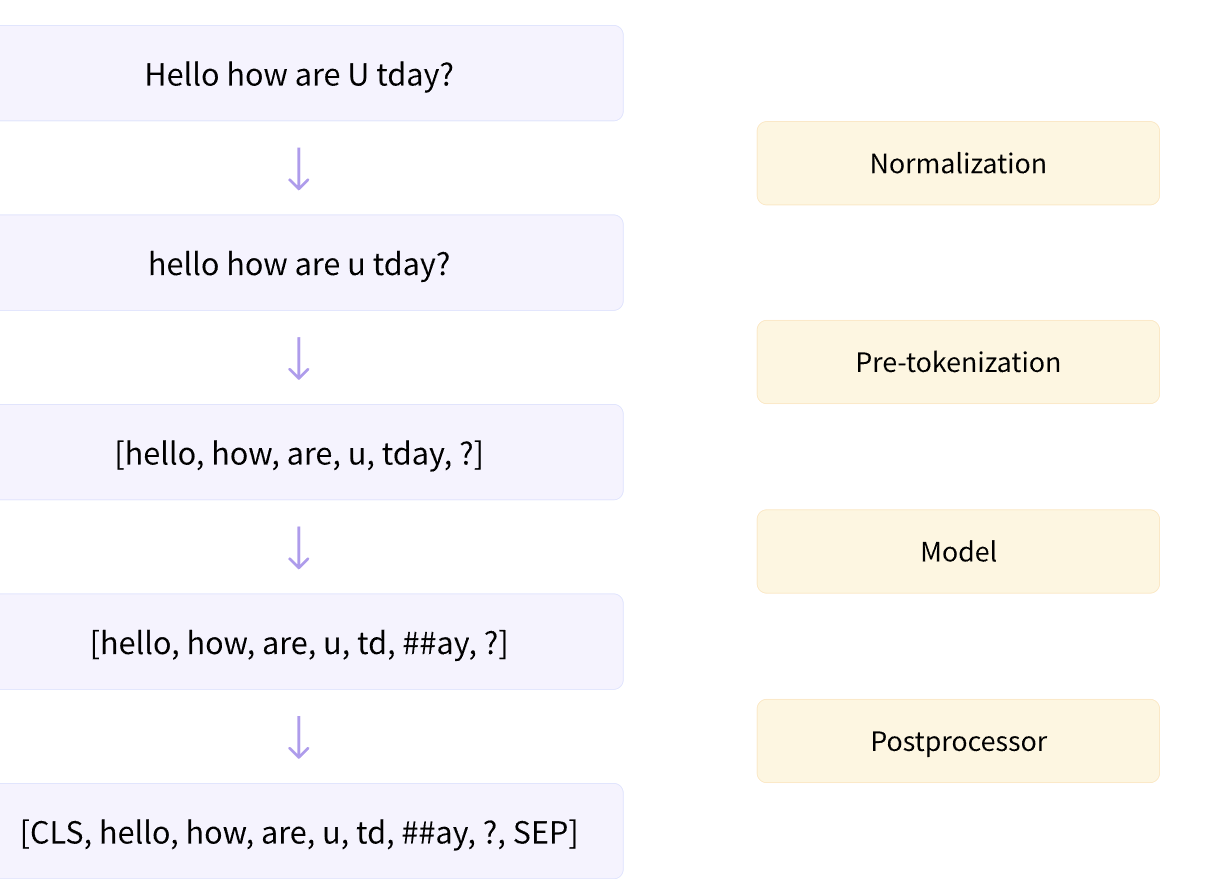 Hello how are U tday?
Normalization
hello how are u tday?
Pre-tokenization
[hello, how, are, u, tday, ?]
Model
[hello, how, are, u, td, ##ay, ?]
Postprocessor
[CLS, hello, how, are, u, td, ##ay, ?, SEP]